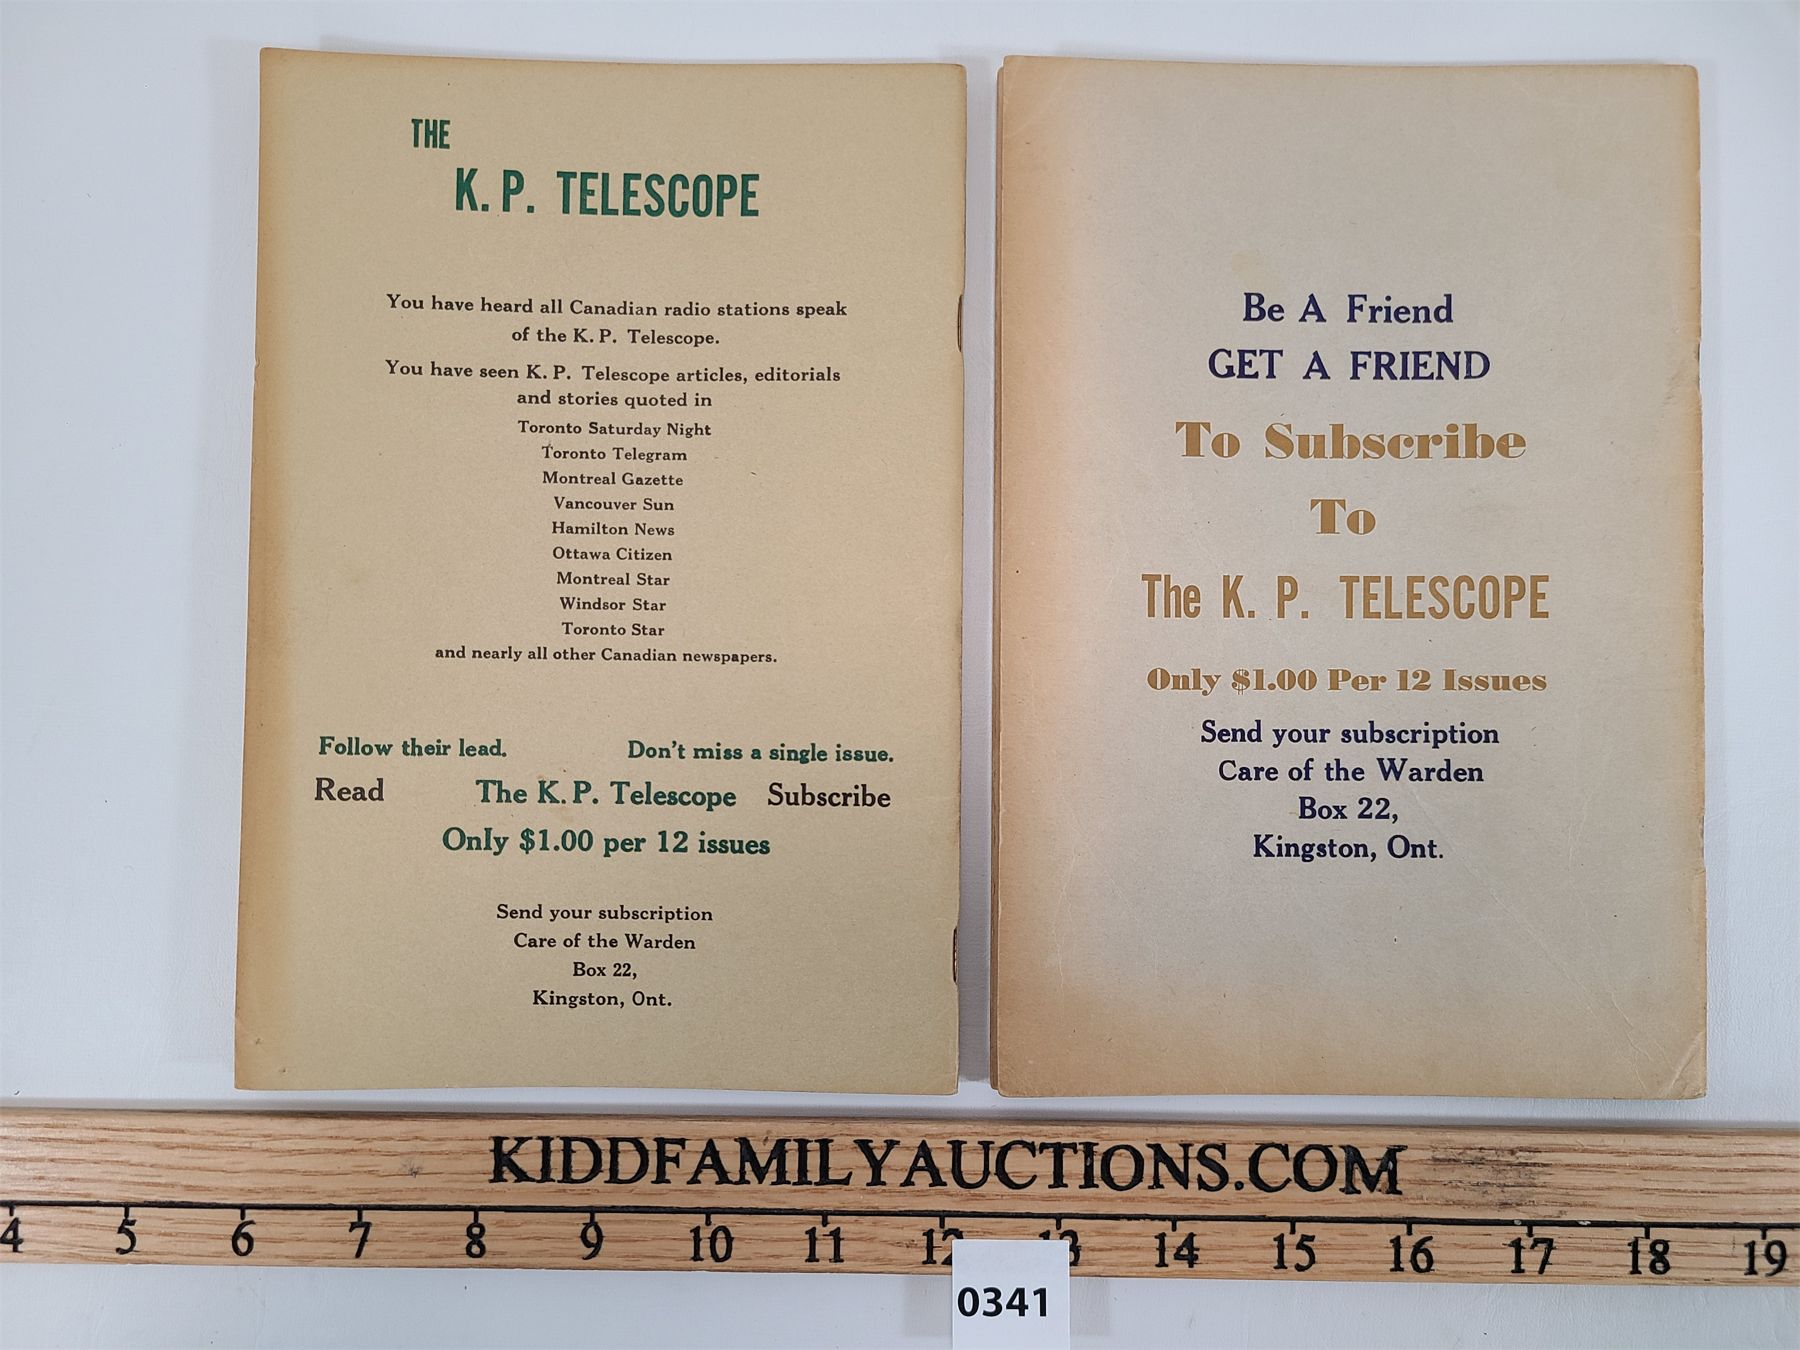 THE
K. P. TELESCOPE
You have heard all Canadian radio stations speak
of the K. P. Telescope.
You have seen K. P. Telescope articles, editorials
and stories quoted in
Toronto Saturday Night
Toronto Telegram
Montreal Gazette
Vancouver Sun
Hamilton News
Ottawa Citizen
Montreal Star
Windsor Star
Toronto Star
and nearly all other Canadian newspapers.
Follow their lead. Don't miss a single issue.
Read The K. P. Telescope Subscribe
Only $1.00 per 12 issues
Send your subscription
Care of the Warden
Box 22,
Kingston, Ont.
Be A Friend
GET A FRIEND
To Subscribe
To
The K. P. TELESCOPE
Only $1.00 Per 12 Issues
Send your subscription
Care of the Warden
Box 22,
Kingston, Ont.
KIDDFAMILYAUCTIONS.COM
4 5 6 7 8 9 10 11 12 13 14 15 16 17 18 19
0341